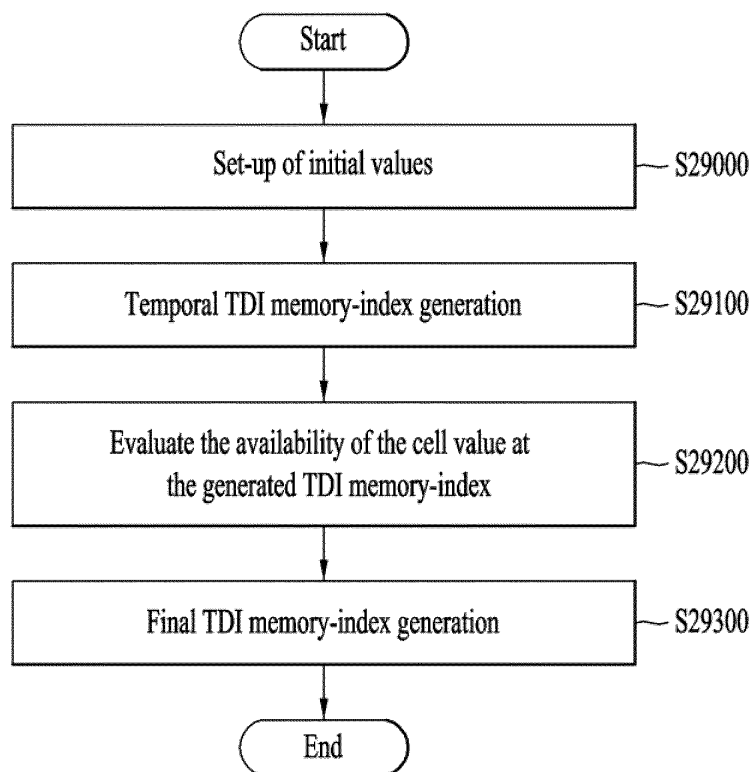 Start
Set-up of initial values
S29000
Temporal TDI memory-index generation
S29100
Evaluate the availability of the cell value at
the generated TDI memory-index
S29200
Final TDI memory-index generation
S29300
End